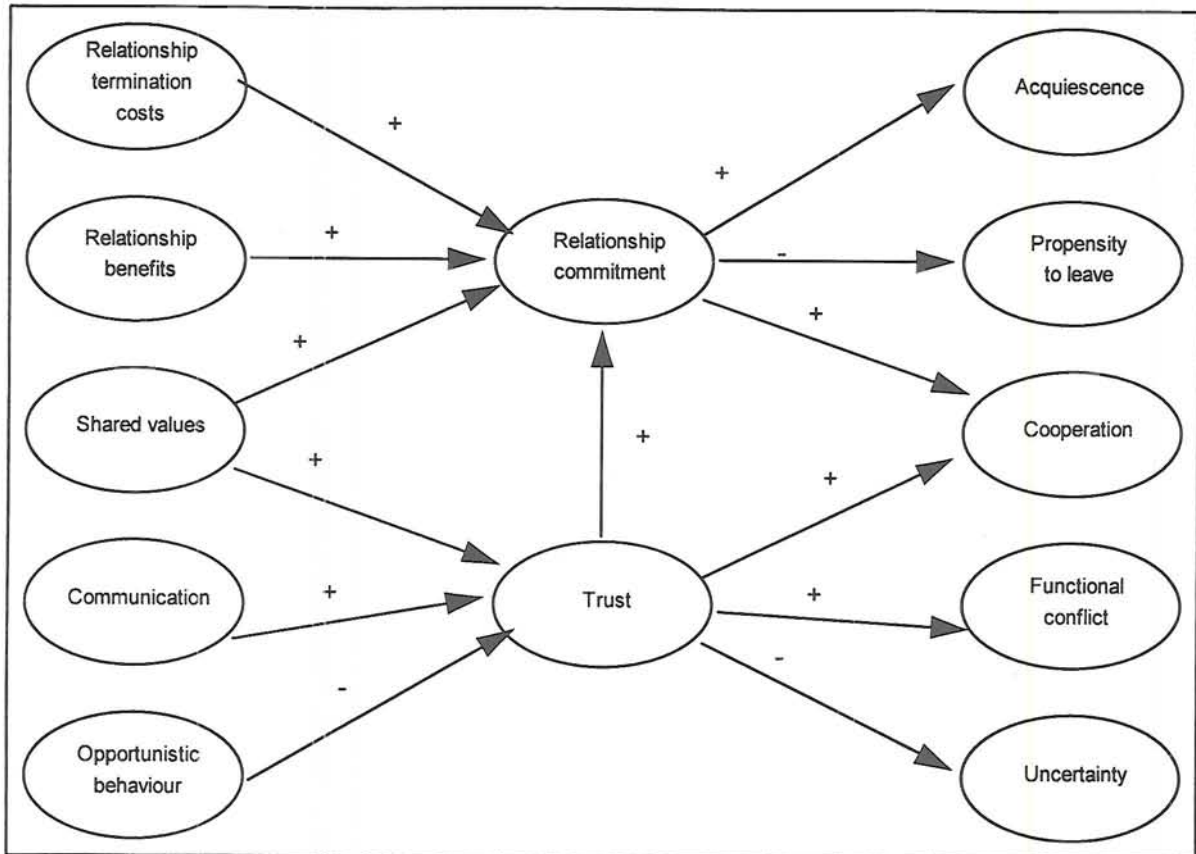 Relationship
termination
costs
Acquiescence
+
+
Relationship
benefits
+
Relationship
commitment
-
Propensity
to leave
+
+
Shared values
+
+
+
Cooperation
Communication
+
Trust
+
Functional
conflict
-
-
Opportunistic
behaviour
Uncertainty